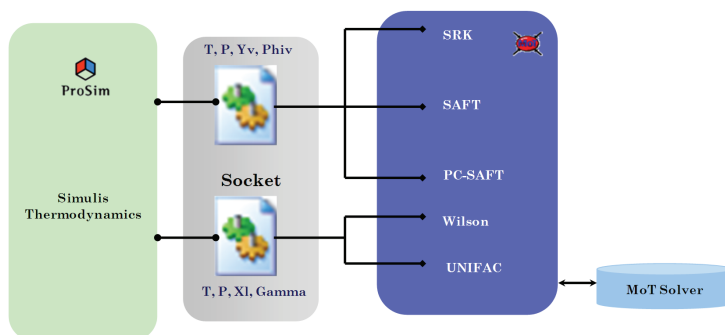 ProSim
Simulis
Thermodynamics
T, P, Yv, Phiv
Socket
T, P, Xl, Gamma
SRK
SAFT
PC-SAFT
Wilson
UNIFAC
MoT Solver